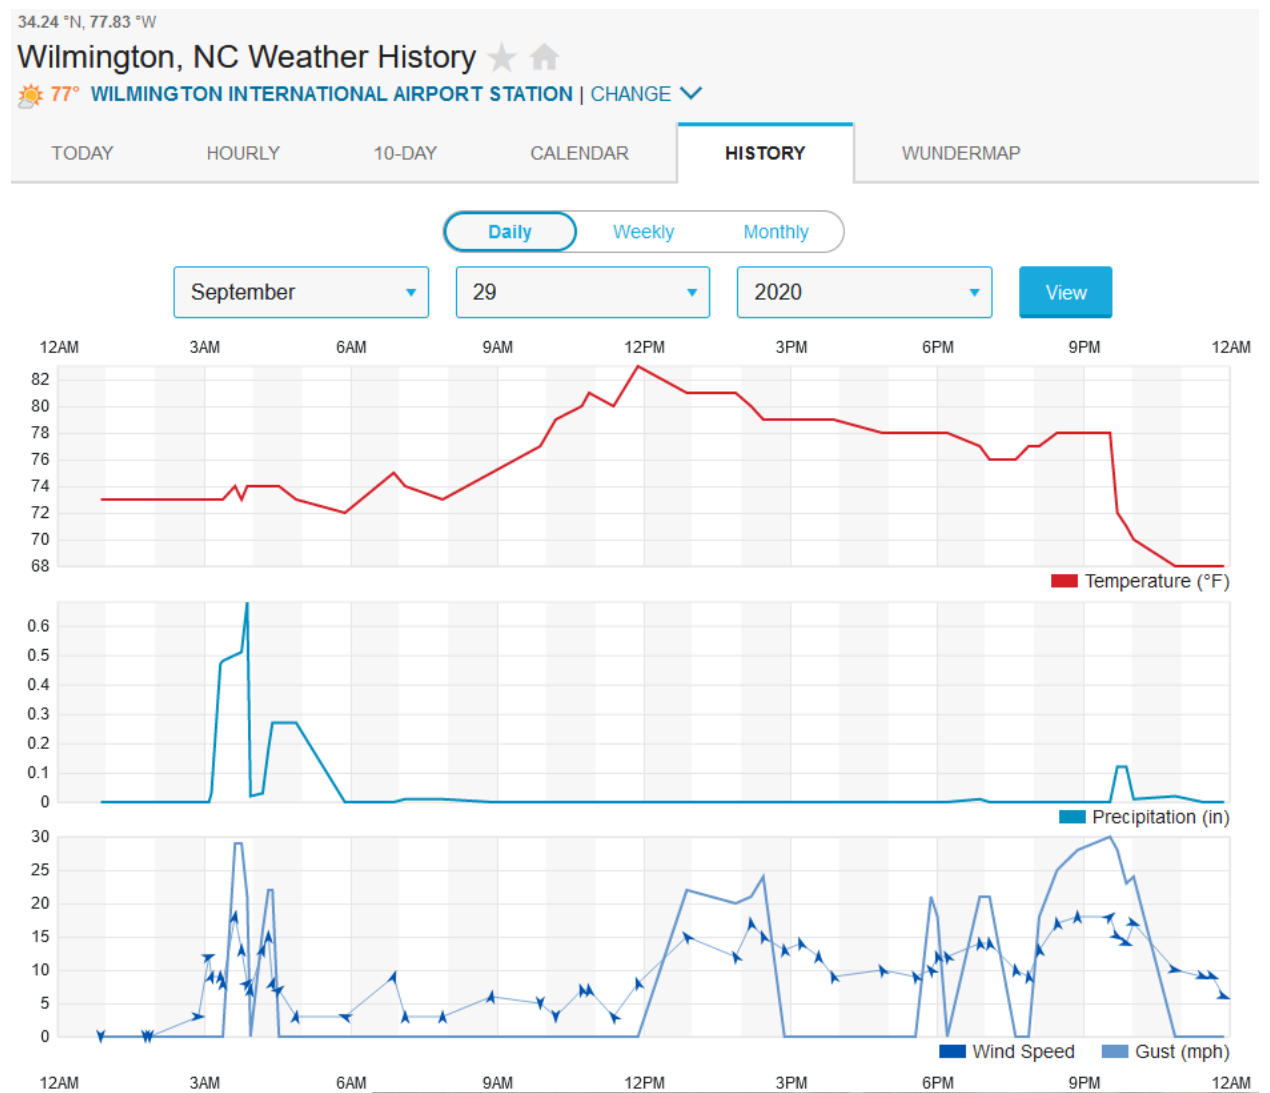 34.24 °N, 77.83 °W
Wilmington, NC Weather History
77° WILMINGTON INTERNATIONAL AIRPORT STATION | CHANGE
TODAY HOURLY 10-DAY CALENDAR HISTORY WUNDERMAP
Daily Weekly Monthly
September 29 2020 View
12AM 3AM 6AM 9AM 12PM 3PM 6PM 9PM 12AM
82
80
78
76
74
72
70
68
Temperature (°F)
0.6
0.5
0.4
0.3
0.2
0.1
0
Precipitation (in)
30
25
20
15
10
5
0
Wind Speed Gust (mph)
12AM 3AM 6AM 9AM 12PM 3PM 6PM 9PM 12AM